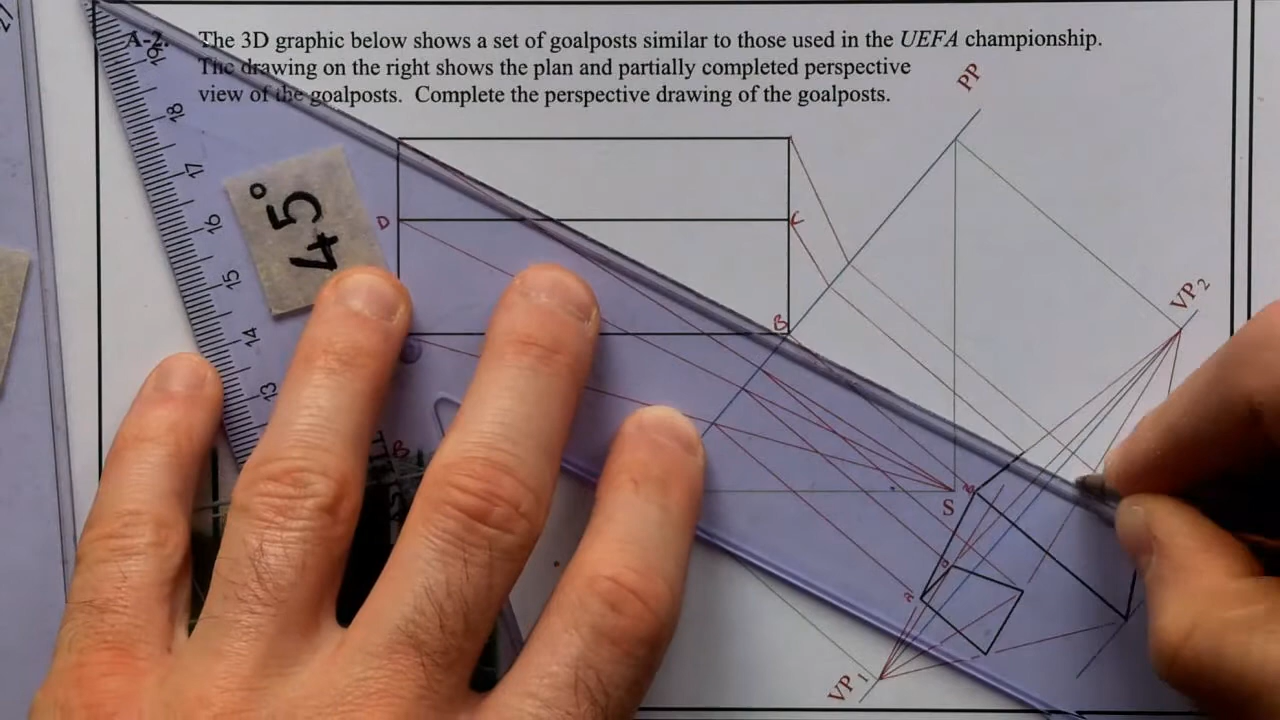 A-2. The 3D graphic below shows a set of goalposts similar to those used in the UEFA championship.
The drawing on the right shows the plan and partially completed perspective
view of the goalposts. Complete the perspective drawing of the goalposts.
PP
45°
19
18
17
16
15
14
13
D
C
B
VP2
B
S
B
A
VP1